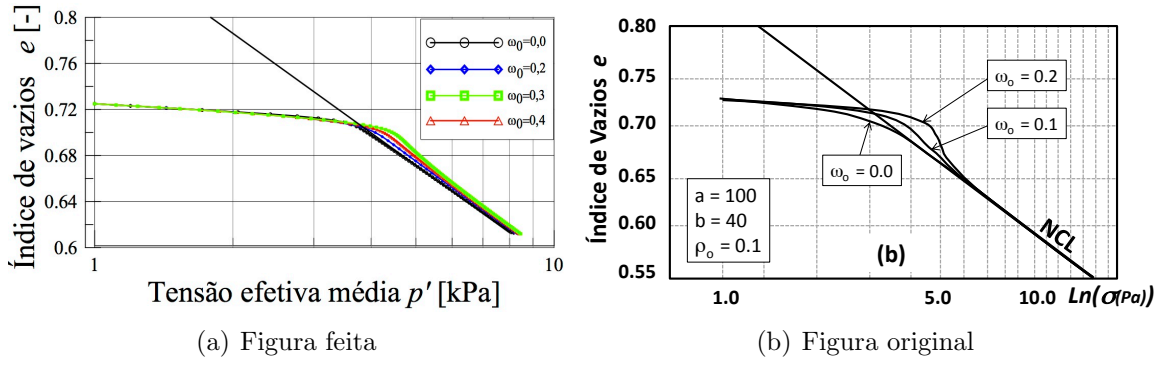 0.8
0.76
0.72
0.68
0.64
0.6
Índice de vazios e [-]
1
10
Tensão efetiva média p' [kPa]
ω0=0,0
ω0=0,2
ω0=0,3
ω0=0,4
(a) Figura feita
0.80
0.75
0.70
0.65
0.60
0.55
Índice de Vazios e
ωo = 0.2
ωo = 0.1
ωo = 0.0
a = 100
b = 40
ρo = 0.1
(b)
NCL
1.0
5.0
10.0
Ln(σ(Pa))
(b) Figura original